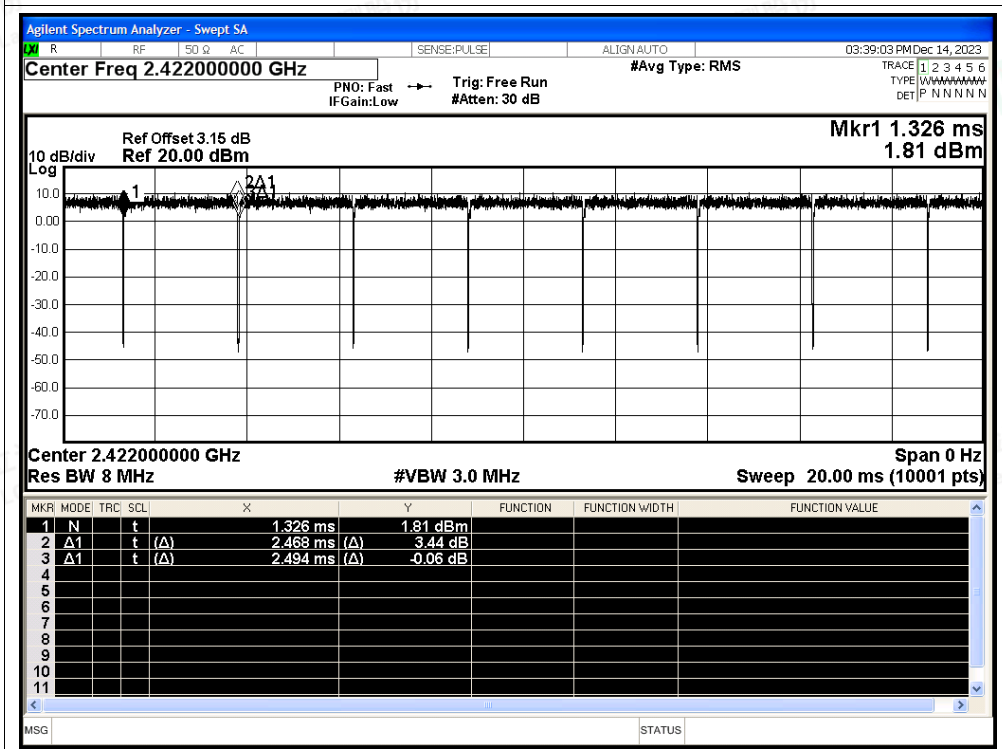 Agilent Spectrum Analyzer - Swept SA
LXI R RF 50 Ω AC SENSE:PULSE ALIGN AUTO 03:39:03 PM Dec 14, 2023
Center Freq 2.422000000 GHz #Avg Type: RMS TRACE 1 2 3 4 5 6
PNO: Fast Trig: Free Run TYPE WWWWWW
IFGain:Low #Atten: 30 dB DET P N N N N N
Mkr1 1.326 ms
Ref Offset 3.15 dB
10 dB/div Ref 20.00 dBm 1.81 dBm
Log
1 2Δ1
3Δ1
10.0
0.00
-10.0
-20.0
-30.0
-40.0
-50.0
-60.0
-70.0
Center 2.422000000 GHz Span 0 Hz
Res BW 8 MHz #VBW 3.0 MHz Sweep 20.00 ms (10001 pts)
MKR MODE TRC SCL X Y FUNCTION FUNCTION WIDTH FUNCTION VALUE
1 N t 1.326 ms 1.81 dBm
2 Δ1 t (Δ) 2.468 ms (Δ) 3.44 dB
3 Δ1 t (Δ) 2.494 ms (Δ) -0.06 dB
4
5
6
7
8
9
10
11
MSG STATUS